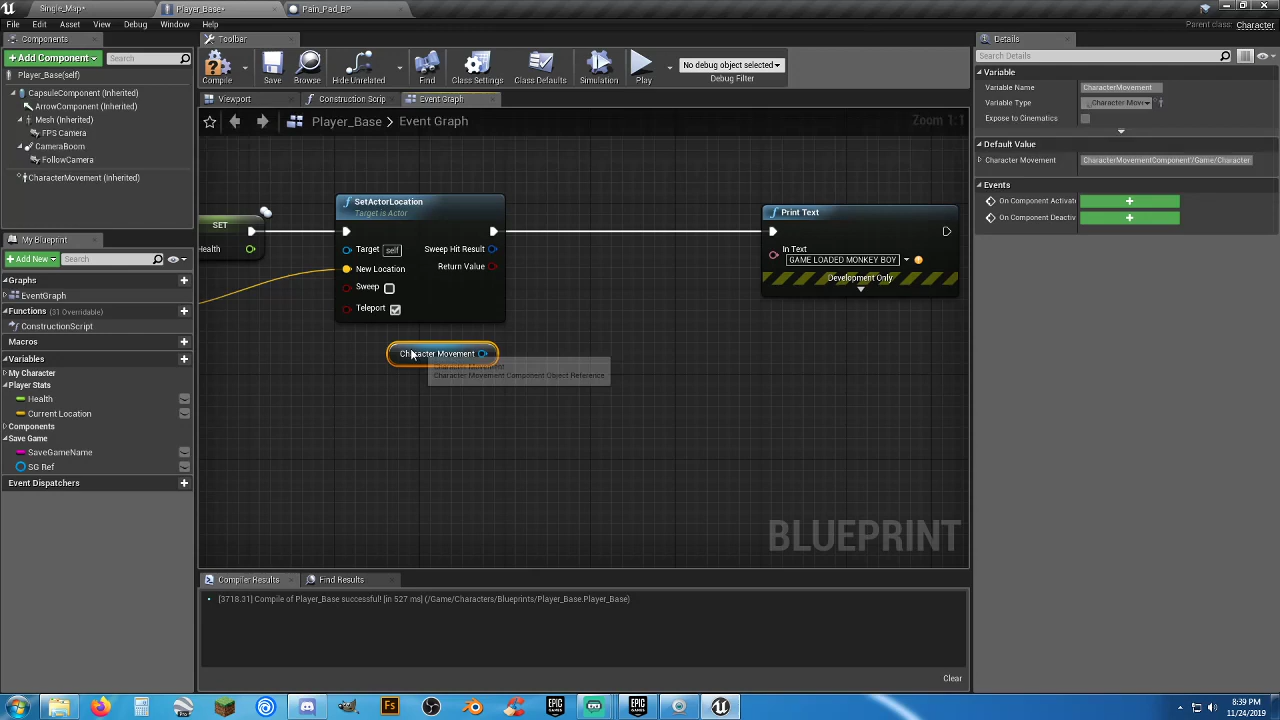 Single_Map*
Player_Base*
Pain_Pad_BP
File Edit Asset View Debug Window Help
Parent class: Character
Components
Toolbar
Details
Add Component
Search
Player_Base(self)
CapsuleComponent (Inherited)
ArrowComponent (Inherited)
Mesh (Inherited)
FPS Camera
CameraBoom
FollowCamera
CharacterMovement (Inherited)
Compile
Save
Browse
Hide Unrelated
Find
Class Settings
Class Defaults
Simulation
Play
No debug object selected
Debug Filter
Viewport
Construction Scrip
Event Graph
Player_Base > Event Graph
Zoom 1:1
SET
Health
SetActorLocation
Target is Actor
Target self
Sweep Hit Result
New Location
Return Value
Sweep
Teleport
Print Text
In Text
GAME LOADED MONKEY BOY
Development Only
Character Movement
Character Movement Component Object Reference
BLUEPRINT
My Blueprint
Add New
Search
Graphs
EventGraph
Functions (31 Overridable)
ConstructionScript
Macros
Variables
My Character
Player Stats
Health
Current Location
Components
Save Game
SaveGameName
SG Ref
Event Dispatchers
Compiler Results
Find Results
[3718.31] Compile of Player_Base successful! [in 527 ms] (/Game/Characters/Blueprints/Player_Base.Player_Base)
Clear
Search Details
Variable
Variable Name CharacterMovement
Variable Type Character Move
Expose to Cinematics
Default Value
Character Movement CharacterMovementComponent'/Game/Character
Events
On Component Activate
On Component Deactiv
8:39 PM
11/24/2019